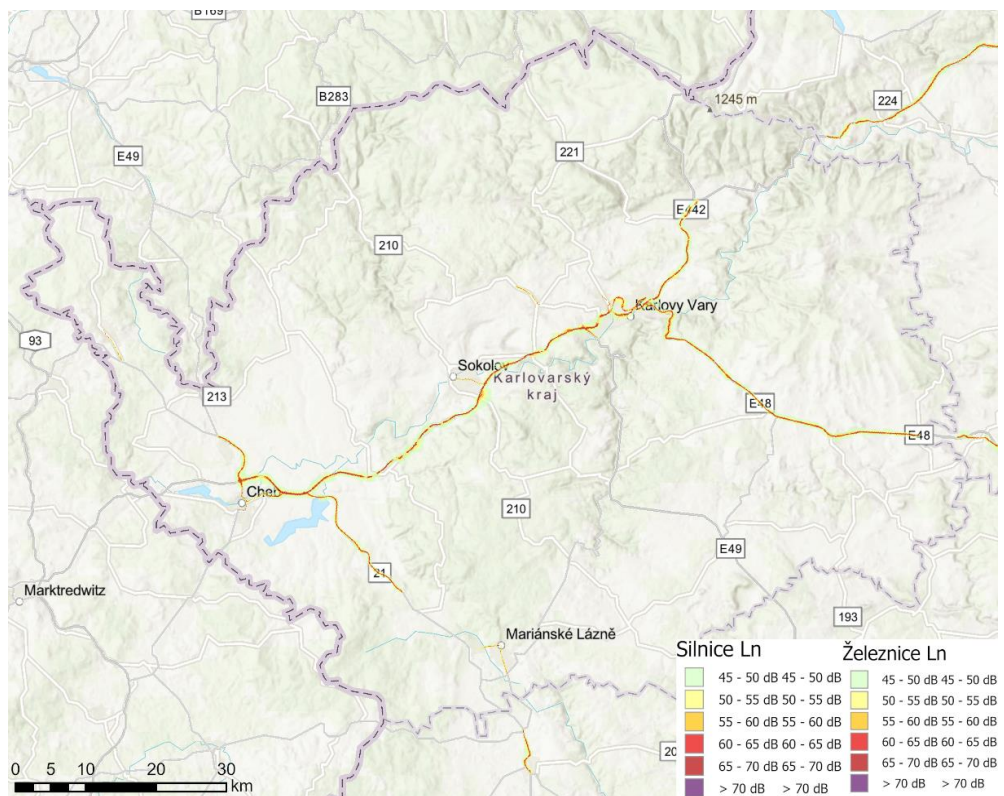 B169
B283
1245 m
224
E49
221
E442
210
Karlovy Vary
93
Sokolov
Karlovarský
kraj
213
E48
E48
Cheb
210
21
E49
Marktredwitz
193
Mariánské Lázně
Silnice Ln
45 - 50 dB 45 - 50 dB
50 - 55 dB 50 - 55 dB
55 - 60 dB 55 - 60 dB
60 - 65 dB 60 - 65 dB
65 - 70 dB 65 - 70 dB
> 70 dB > 70 dB
Železnice Ln
45 - 50 dB 45 - 50 dB
50 - 55 dB 50 - 55 dB
55 - 60 dB 55 - 60 dB
60 - 65 dB 60 - 65 dB
65 - 70 dB 65 - 70 dB
> 70 dB > 70 dB
0 5 10 20 30
km